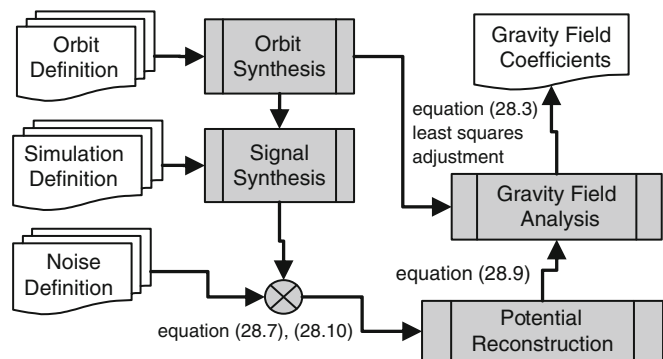 Orbit
Definition
Orbit
Synthesis
Gravity Field
Coefficients
equation (28.3)
least squares
adjustment
Simulation
Definition
Signal
Synthesis
Gravity Field
Analysis
Noise
Definition
equation (28.9)
equation (28.7), (28.10)
Potential
Reconstruction